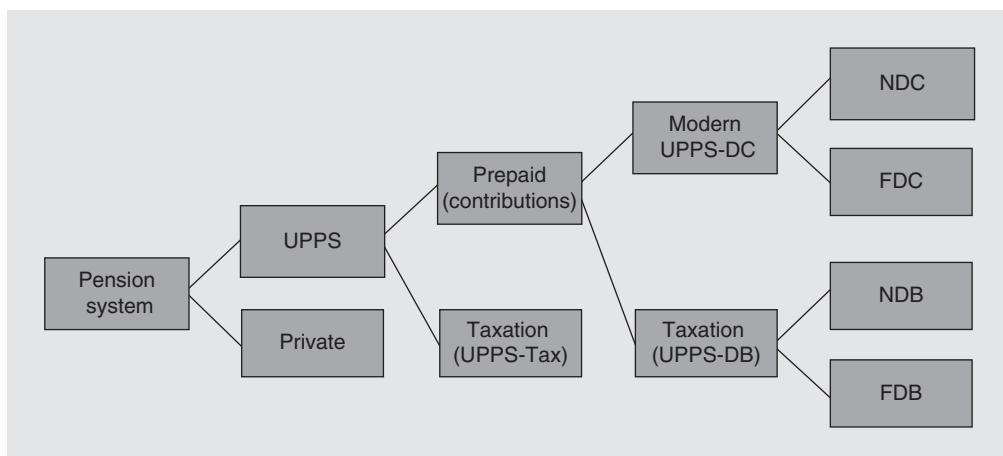 Pension
system
UPPS
Private
Prepaid
(contributions)
Taxation
(UPPS-Tax)
Modern
UPPS-DC
Taxation
(UPPS-DB)
NDC
FDC
NDB
FDB